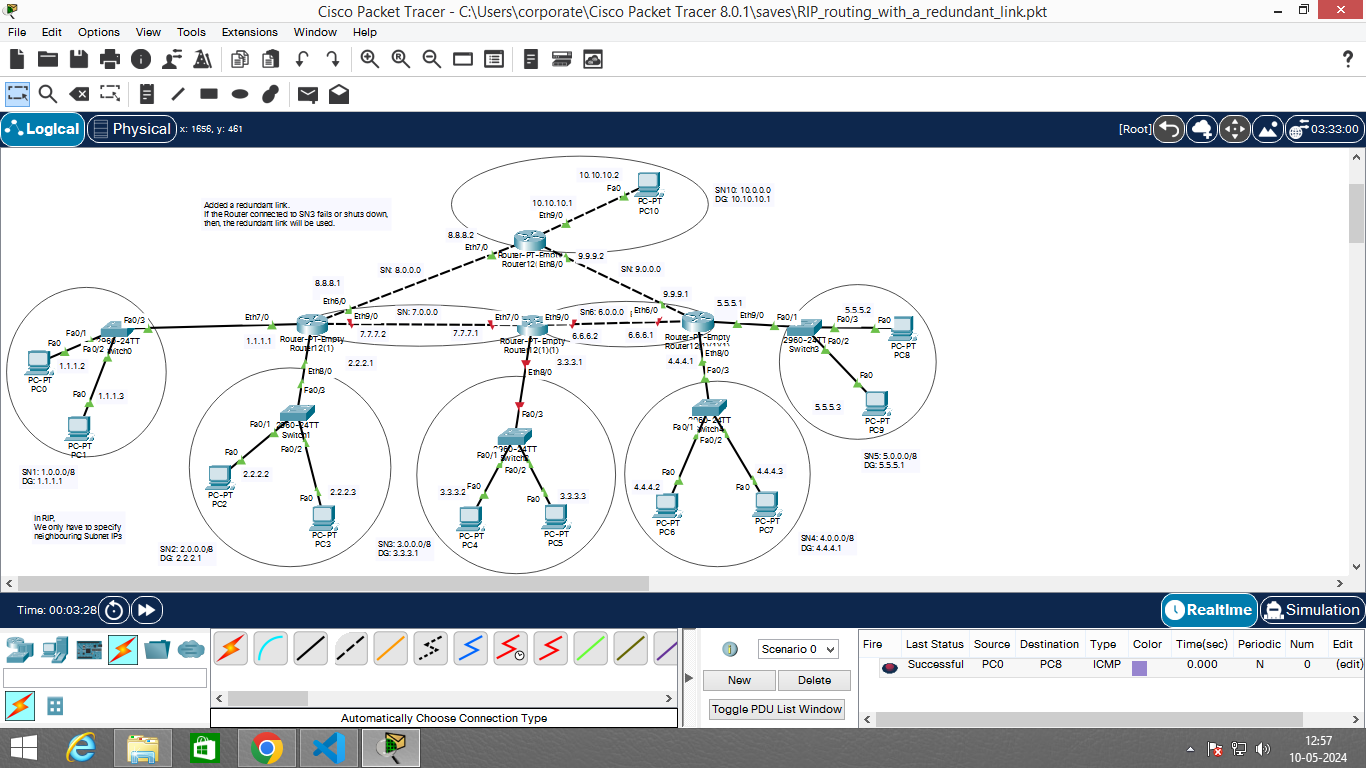 Cisco Packet Tracer - C:\Users\corporate\Cisco Packet Tracer 8.0.1\saves\RIP_routing_with_a_redundant_link.pkt
File Edit Options View Tools Extensions Window Help
Logical Physical x: 1656, y: 461 [Root] 03:33:00
Added a redundant link.
If the Router connected to SN3 fails or shuts down,
then, the redundant link will be used.
10.10.10.2
Fa0
PC-PT
PC10
SN10: 10.0.0.0
DG: 10.10.10.1
10.10.10.1
Eth9/0
8.8.8.2
Eth7/0
Router-PT-Empty
Eth8/0
9.9.9.2
SN: 8.0.0.0
SN: 9.0.0.0
8.8.8.1
Eth6/0
9.9.9.1
5.5.5.1
Fa0/3
Eth7/0
1.1.1.1
Eth9/0
SN: 7.0.0.0
7.7.7.2
7.7.7.1
Router-PT-Empty
Router12(1)
Eth7/0
Eth9/0
Router-PT-Empty
Router12(1)(1)
Sn6: 6.0.0.0
Eth6/0
6.6.6.2
6.6.6.1
Router-PT-Empty
Eth9/0
Fa0/1
5.5.5.2
Fa0/3
Fa0
PC-PT
PC8
2960-24TT
Switch3
Fa0/2
Fa0
5.5.5.3
PC-PT
PC9
SN5: 5.0.0.0/8
DG: 5.5.5.1
Fa0/1
Fa0
Fa0/2
2960-24TT
Switch0
1.1.1.2
PC-PT
PC0
Fa0
1.1.1.3
PC-PT
PC1
SN1: 1.0.0.0/8
DG: 1.1.1.1
In RIP,
We only have to specify
neighbouring Subnet IPs
2.2.2.1
Eth8/0
Fa0/3
Fa0/1
2960-24TT
Switch1
Fa0/2
Fa0
2.2.2.2
PC-PT
PC2
Fa0
2.2.2.3
PC-PT
PC3
SN2: 2.0.0.0/8
DG: 2.2.2.1
3.3.3.1
Eth8/0
Fa0/3
2960-24TT
Switch2
Fa0/1
Fa0/2
3.3.3.2
Fa0
PC-PT
PC4
Fa0
3.3.3.3
PC-PT
PC5
SN3: 3.0.0.0/8
DG: 3.3.3.1
4.4.4.1
Eth8/0
Fa0/3
2960-24TT
Switch4
Fa0/1
Fa0/2
Fa0
4.4.4.2
PC-PT
PC6
4.4.4.3
Fa0
PC-PT
PC7
SN4: 4.0.0.0/8
DG: 4.4.4.1
Time: 00:03:28 Realtime Simulation
Scenario 0
New Delete
Toggle PDU List Window
Automatically Choose Connection Type
Fire Last Status Source Destination Type Color Time(sec) Periodic Num Edit
Successful PC0 PC8 ICMP 0.000 N 0 (edit)
12:57
10-05-2024